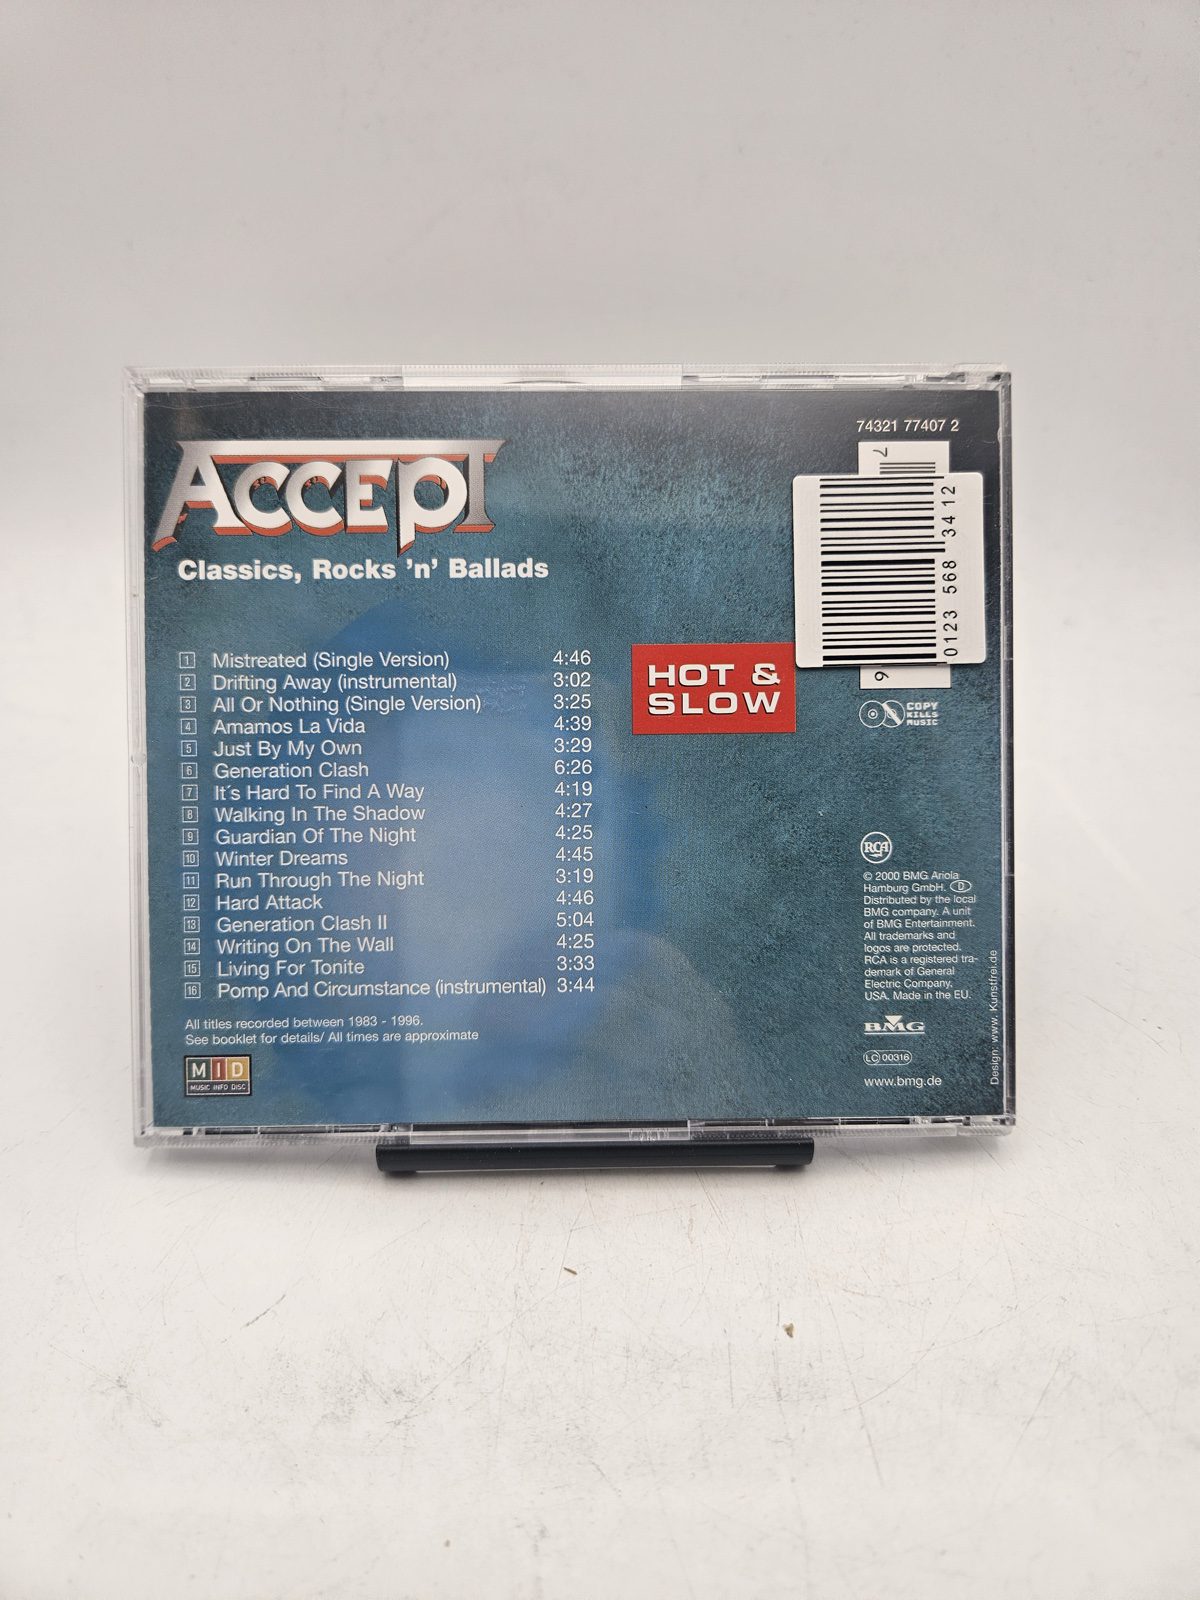 ACCEPT
Classics, Rocks 'n' Ballads
1 Mistreated (Single Version) 4:46
2 Drifting Away (instrumental) 3:02
3 All Or Nothing (Single Version) 3:25
4 Amamos La Vida 4:39
5 Just By My Own 3:29
6 Generation Clash 6:26
7 It´s Hard To Find A Way 4:19
8 Walking In The Shadow 4:27
9 Guardian Of The Night 4:25
10 Winter Dreams 4:45
11 Run Through The Night 3:19
12 Hard Attack 4:46
13 Generation Clash II 5:04
14 Writing On The Wall 4:25
15 Living For Tonite 3:33
16 Pomp And Circumstance (instrumental) 3:44
All titles recorded between 1983 - 1996.
See booklet for details/ All times are approximate
MID
MUSIC INFO DISC
HOT &
SLOW
74321 77407 2
7
0123 568 3412
9
COPY
KILLS
MUSIC
RCA
© 2000 BMG Ariola
Hamburg GmbH. D
Distributed by the local
BMG company. A unit
of BMG Entertainment.
All trademarks and
logos are protected.
RCA is a registered tra-
demark of General
Electric Company,
USA. Made in the EU.
BMG
LC 00316
www.bmg.de
Design: www. Kunstfrei.de